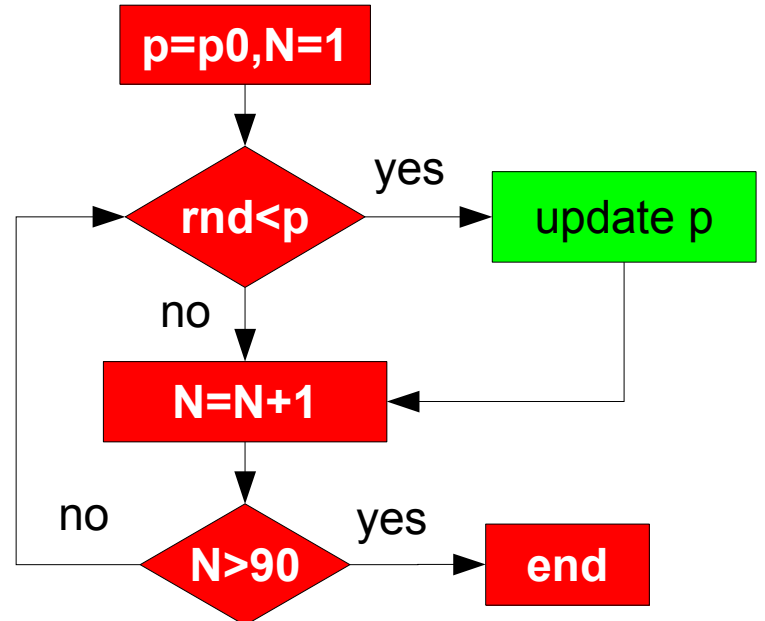 p=p0,N=1
rnd<p
yes
update p
no
N=N+1
no
N>90
yes
end